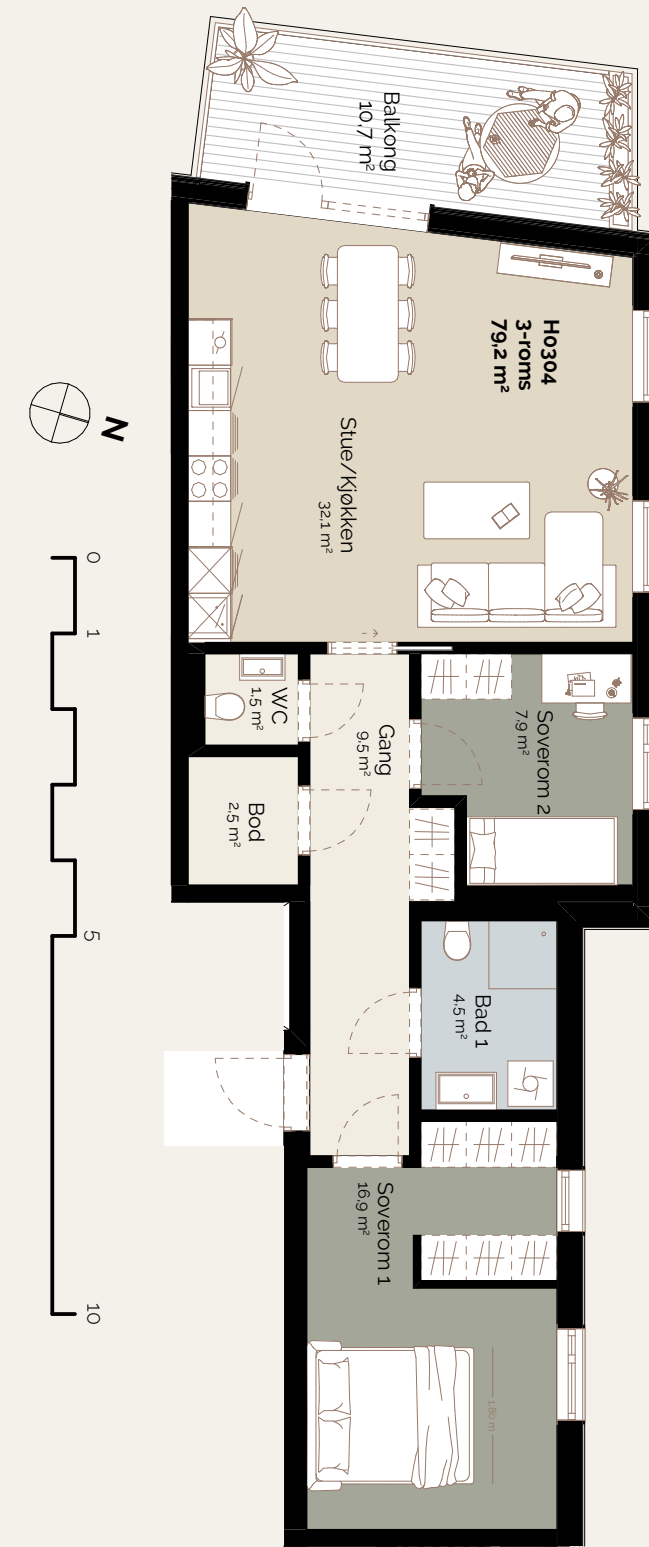 Balkong
10,7 m²
H0304
3-roms
79,2 m²
Stue/Kjøkken
32,1 m²
N
WC
1,5 m²
Gang
9,5 m²
Soverom 2
7,9 m²
Bod
2,5 m²
Bad 1
4,5 m²
Soverom 1
16,9 m²
1,80 m
0
1
5
10